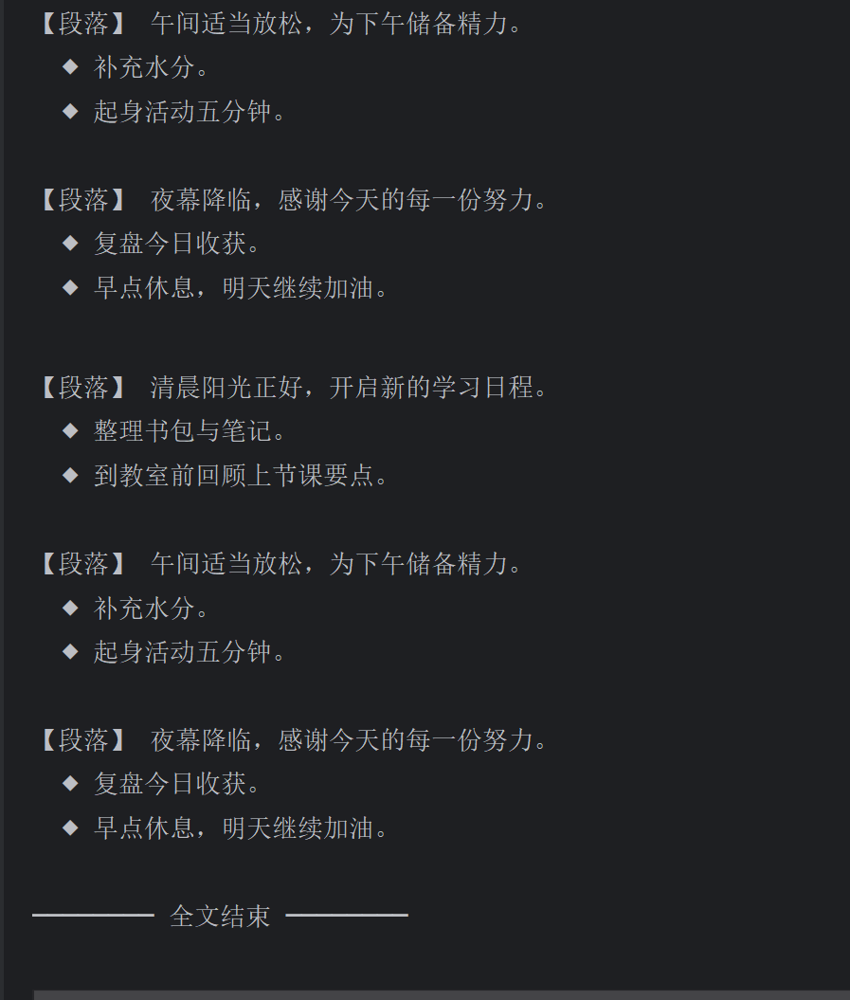 【段落】 午间适当放松，为下午储备精力。
◆ 补充水分。
◆ 起身活动五分钟。
【段落】 夜幕降临，感谢今天的每一份努力。
◆ 复盘今日收获。
◆ 早点休息，明天继续加油。
【段落】 清晨阳光正好，开启新的学习日程。
◆ 整理书包与笔记。
◆ 到教室前回顾上节课要点。
【段落】 午间适当放松，为下午储备精力。
◆ 补充水分。
◆ 起身活动五分钟。
【段落】 夜幕降临，感谢今天的每一份努力。
◆ 复盘今日收获。
◆ 早点休息，明天继续加油。
———— 全文结束 ————